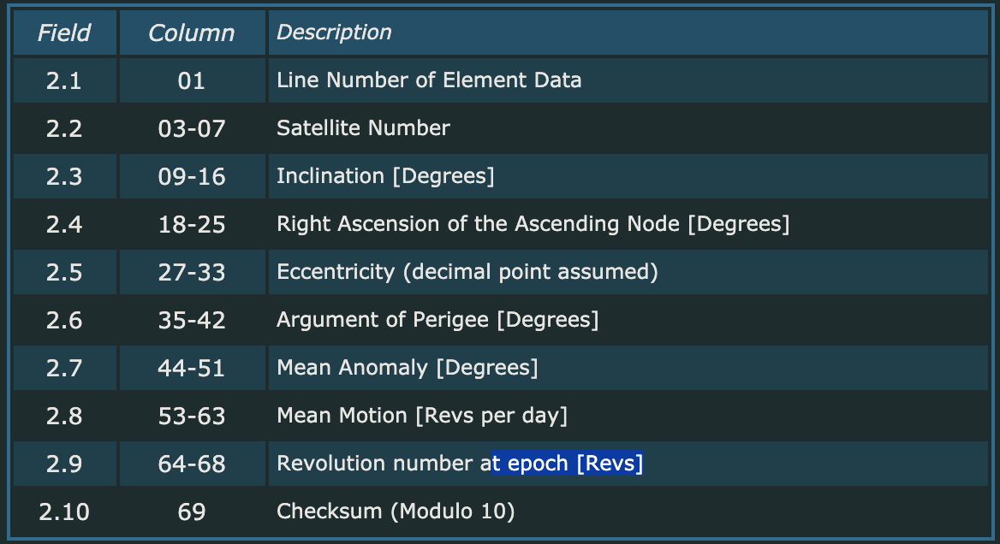 Field Column Description
2.1 01 Line Number of Element Data
2.2 03-07 Satellite Number
2.3 09-16 Inclination [Degrees]
2.4 18-25 Right Ascension of the Ascending Node [Degrees]
2.5 27-33 Eccentricity (decimal point assumed)
2.6 35-42 Argument of Perigee [Degrees]
2.7 44-51 Mean Anomaly [Degrees]
2.8 53-63 Mean Motion [Revs per day]
2.9 64-68 Revolution number at epoch [Revs]
2.10 69 Checksum (Modulo 10)